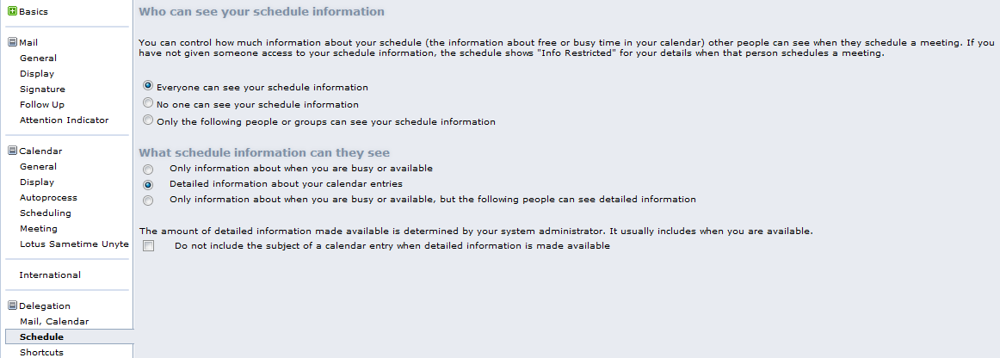 Basics
Mail
General
Display
Signature
Follow Up
Attention Indicator
Calendar
General
Display
Autoprocess
Scheduling
Meeting
Lotus Sametime Unyte
International
Delegation
Mail, Calendar
Schedule
Shortcuts
Who can see your schedule information
You can control how much information about your schedule (the information about free or busy time in your calendar) other people can see when they schedule a meeting. If you
have not given someone access to your schedule information, the schedule shows "Info Restricted" for your details when that person schedules a meeting.
Everyone can see your schedule information
No one can see your schedule information
Only the following people or groups can see your schedule information
What schedule information can they see
Only information about when you are busy or available
Detailed information about your calendar entries
Only information about when you are busy or available, but the following people can see detailed information
The amount of detailed information made available is determined by your system administrator. It usually includes when you are available.
Do not include the subject of a calendar entry when detailed information is made available